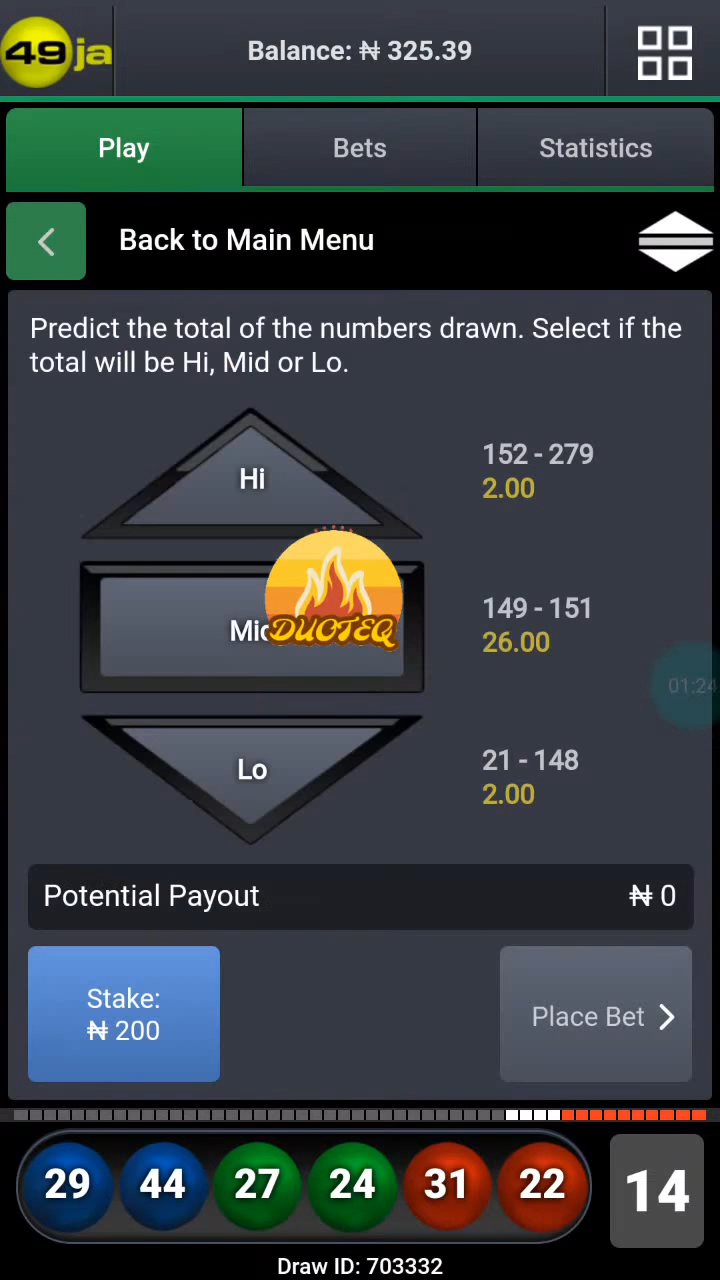 49ja
Balance: ₦ 325.39
Play Bets Statistics
Back to Main Menu
Predict the total of the numbers drawn. Select if the
total will be Hi, Mid or Lo.
Hi
152 - 279
2.00
DUOTEQ
149 - 151
26.00
01:24
Lo
21 - 148
2.00
Potential Payout ₦ 0
Stake:
₦ 200
Place Bet
29 44 27 24 31 22 14
Draw ID: 703332